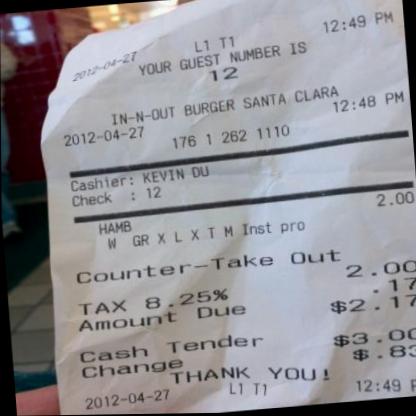 12:49 PM
L1 T1
2012-04-27
YOUR GUEST NUMBER IS
12
IN-N-OUT BURGER SANTA CLARA
2012-04-27 12:48 PM
176 1 262 1110
Cashier: KEVIN DU
Check : 12
2.00
HAMB
W GR X L X T M Inst pro
Counter-Take Out
2.00
TAX 8.25% .17
Amount Due $2.17
Cash Tender $3.00
Change $.83
THANK YOU!
2012-04-27 L1 T1 12:49 P